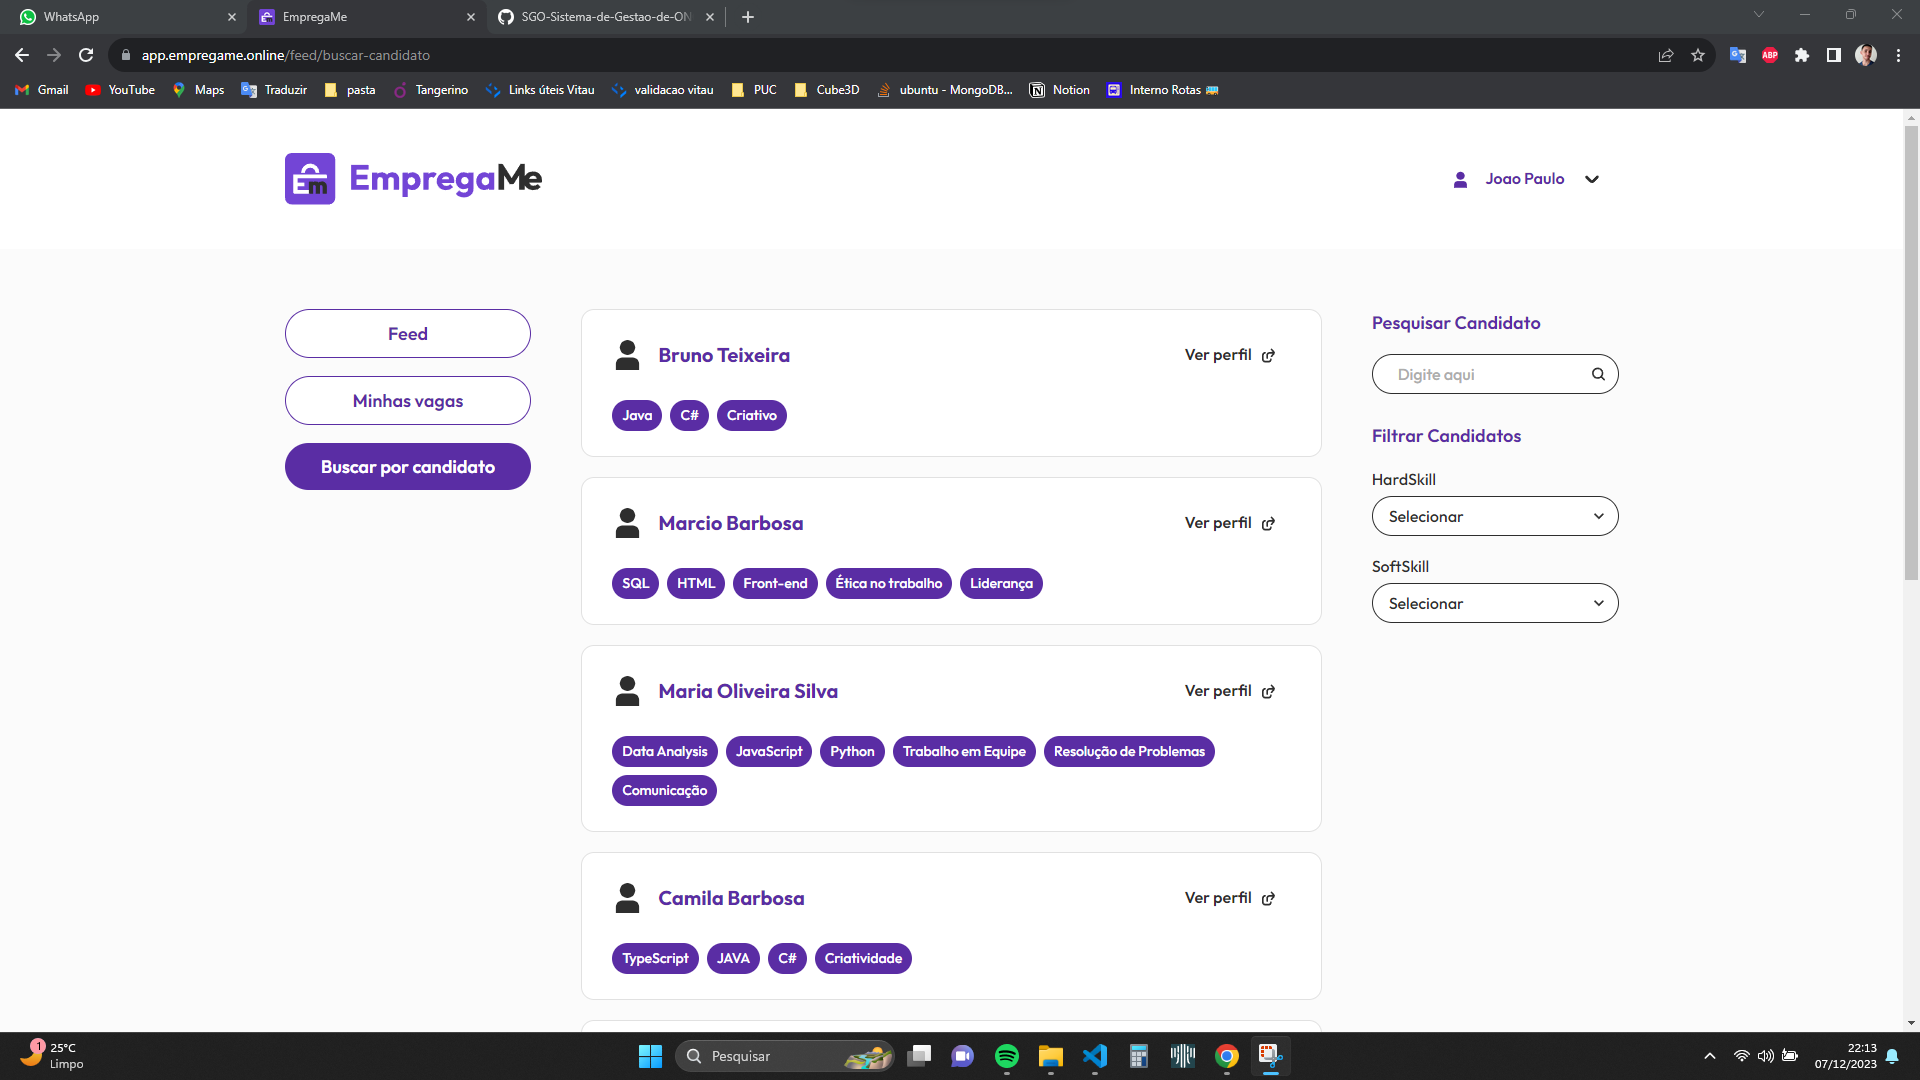 WhatsApp
EmpregaMe
SGO-Sistema-de-Gestao-de-ON
app.empregame.online/feed/buscar-candidato
ABP
Gmail
YouTube
Maps
Traduzir
pasta
Tangerino
Links úteis Vitau
validacao vitau
PUC
Cube3D
ubuntu - MongoDB...
Notion
Interno Rotas
Em
EmpregaMe
Joao Paulo
Feed
Minhas vagas
Buscar por candidato
Bruno Teixeira
Ver perfil
Java C# Criativo
Marcio Barbosa
Ver perfil
SQL HTML Front-end Ética no trabalho Liderança
Maria Oliveira Silva
Ver perfil
Data Analysis JavaScript Python Trabalho em Equipe Resolução de Problemas
Comunicação
Camila Barbosa
Ver perfil
TypeScript JAVA C# Criatividade
Pesquisar Candidato
Digite aqui
Filtrar Candidatos
HardSkill
Selecionar
SoftSkill
Selecionar
1
25°C
Limpo
Pesquisar
22:13
07/12/2023